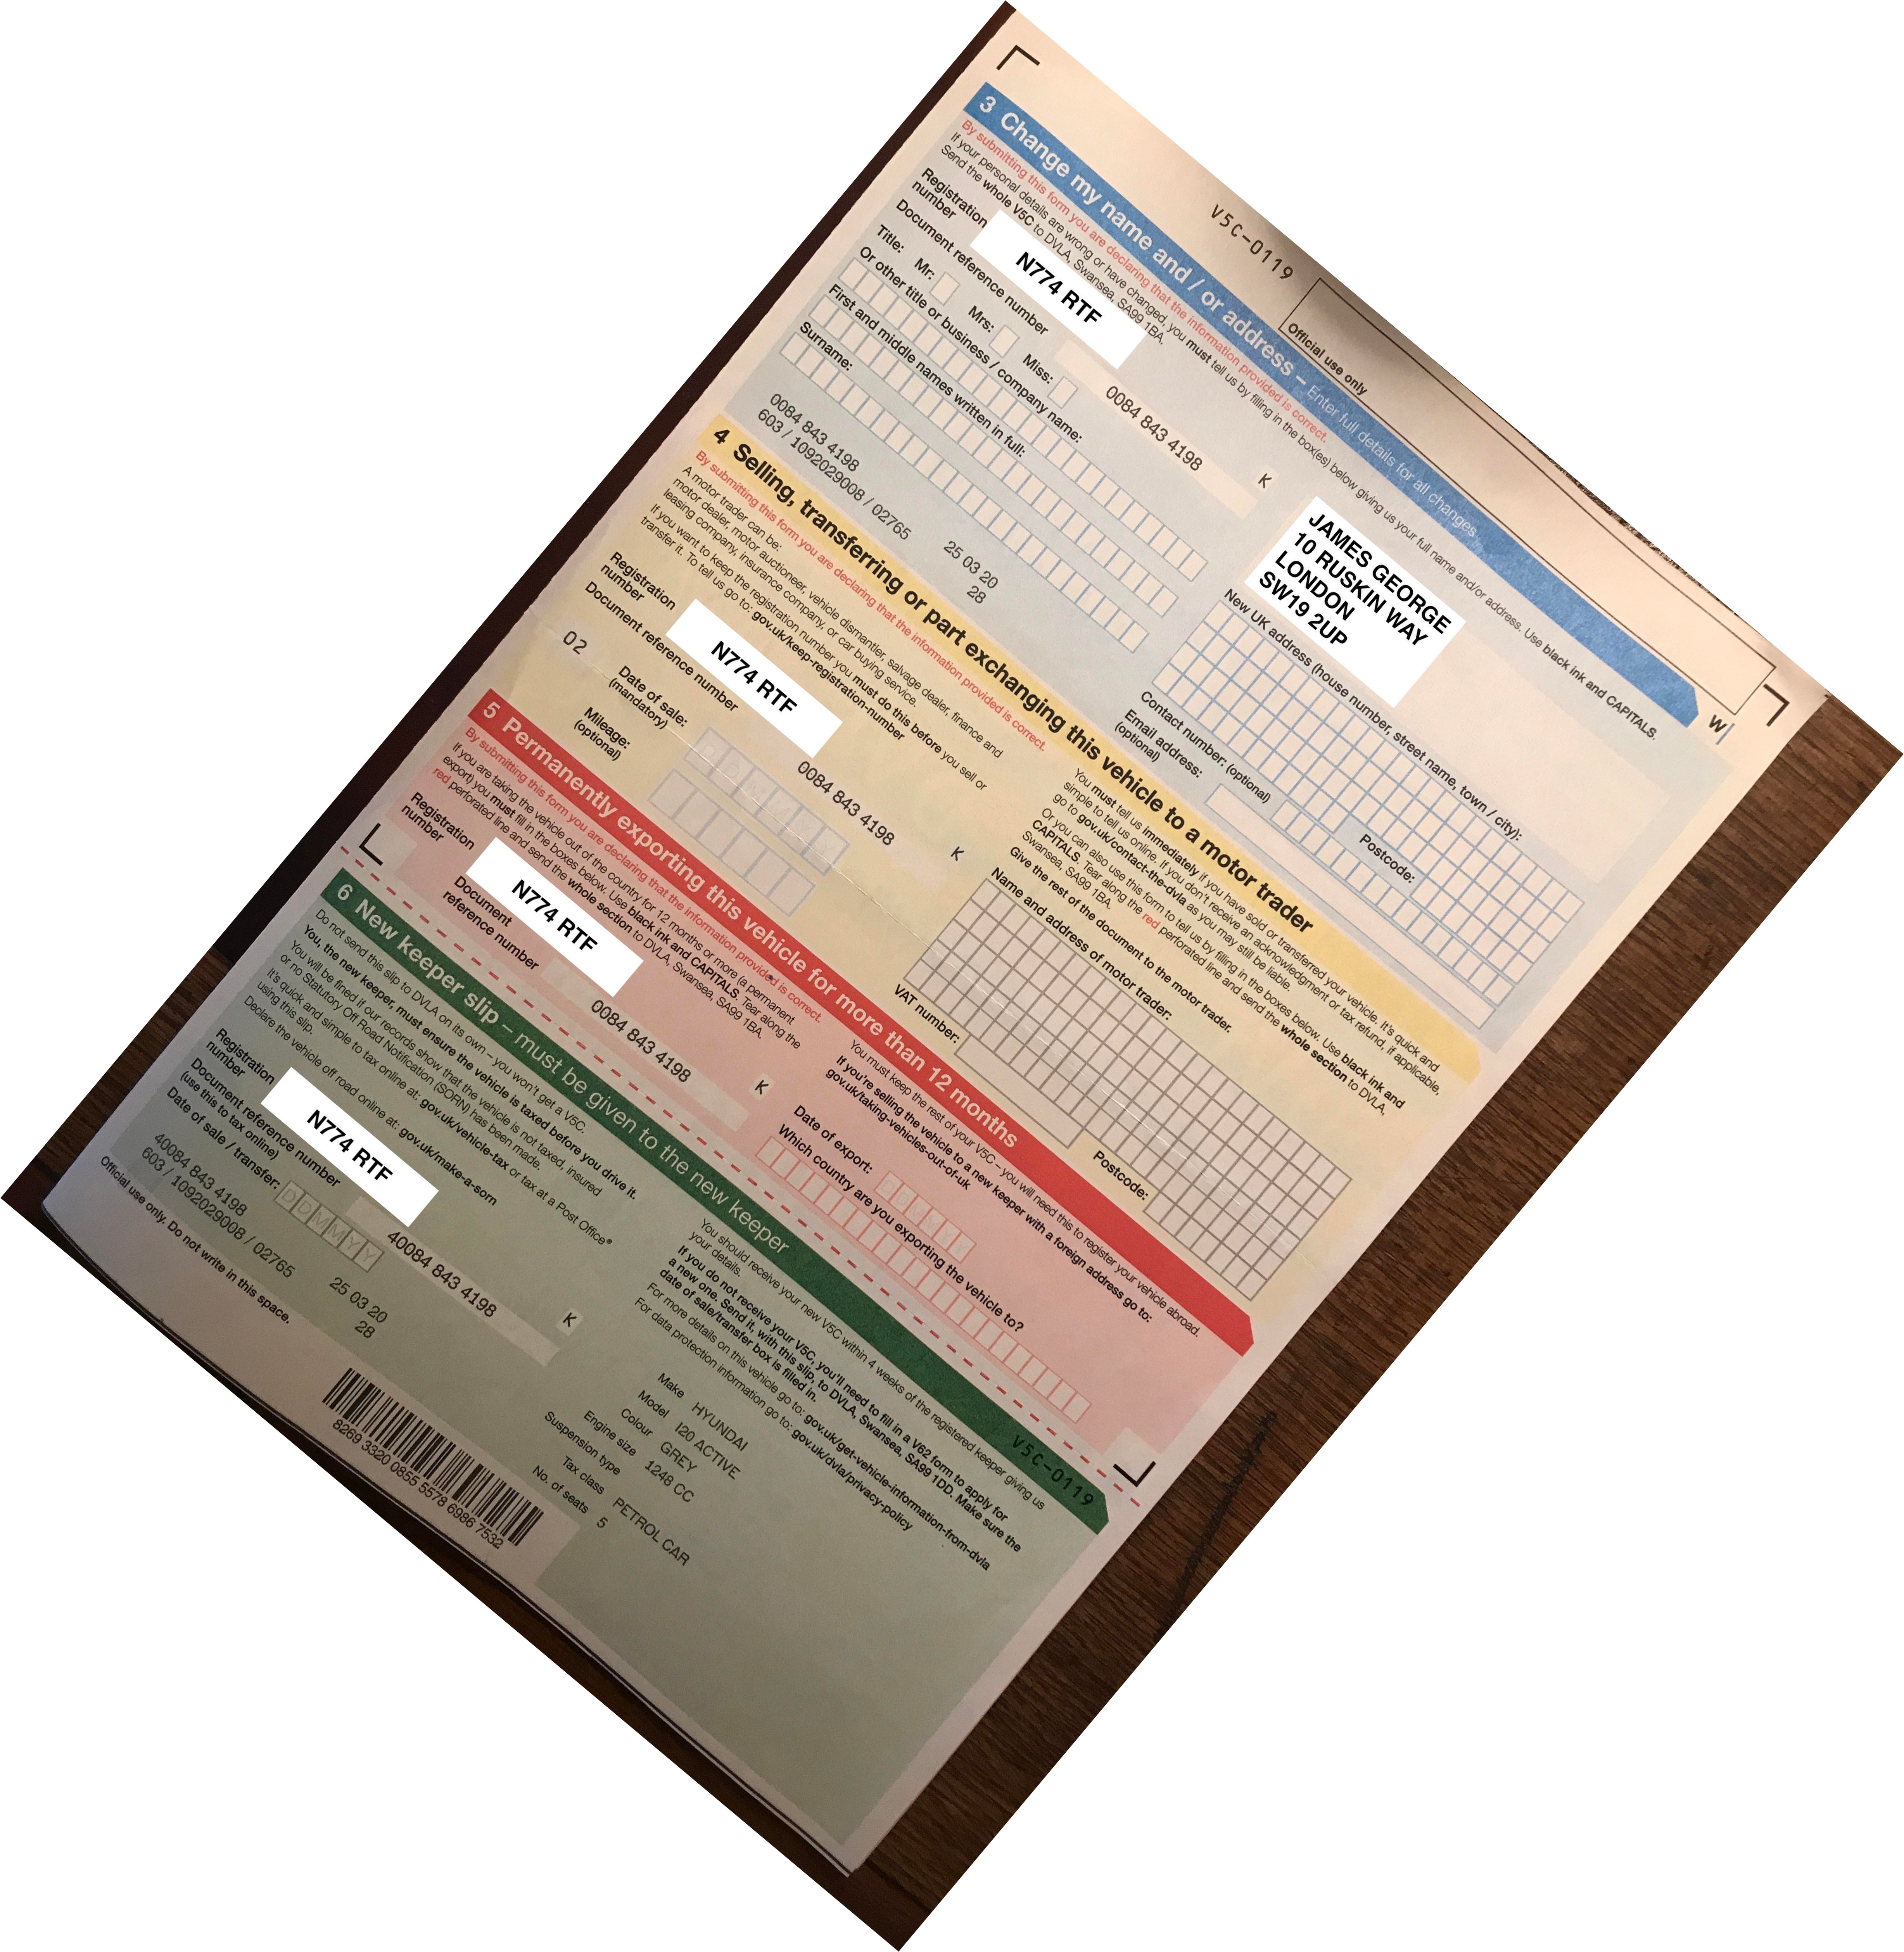 V5C-0119
Official use only
W
3 Change my name and / or address – Enter full details for all changes
By submitting this form you are declaring that the information provided is correct.
If your personal details are wrong or have changed, you must tell us by filling in the box(es) below giving us your full name and/or address. Use black ink and CAPITALS.
Send the whole V5C to DVLA, Swansea, SA99 1BA.
Registration
number
N774 RTF
Document reference number
0084 843 4198
K
Title: Mr: Mrs: Miss:
Or other title or business / company name:
First and middle names written in full:
Surname:
0084 843 4198
603 / 1092029008 / 02765
25 03 20
28
JAMES GEORGE
10 RUSKIN WAY
LONDON
SW19 2UP
New UK address (house number, street name, town / city):
Postcode:
Contact number: (optional)
Email address:
(optional)
4 Selling, transferring or part exchanging this vehicle to a motor trader
By submitting this form you are declaring that the information provided is correct.
A motor trader can be:
motor dealer, motor auctioneer, vehicle dismantler, salvage dealer, finance and
leasing company, insurance company, or car buying service.
If you want to keep the registration number you must do this before you sell or
transfer it. To tell us go to: gov.uk/keep-registration-number
Registration
number
N774 RTF
Document reference number
0084 843 4198
K
02
Date of sale:
(mandatory)
D D M M Y Y
Mileage:
(optional)
You must tell us immediately if you have sold or transferred your vehicle. It's quick and
simple to tell us online. If you don't receive an acknowledgment or tax refund, if applicable,
go to gov.uk/contact-the-dvla as you may still be liable.
Or you can also use this form to tell us by filling in the boxes below. Use black ink and
CAPITALS. Tear along the red perforated line and send the whole section to DVLA,
Swansea, SA99 1BA.
Give the rest of the document to the motor trader.
Name and address of motor trader:
Postcode:
VAT number:
5 Permanently exporting this vehicle for more than 12 months
By submitting this form you are declaring that the information provided is correct.
If you are taking the vehicle out of the country for 12 months or more (a permanent
export) you must fill in the boxes below. Use black ink and CAPITALS. Tear along the
red perforated line and send the whole section to DVLA, Swansea, SA99 1BA.
Registration
number
N774 RTF
Document
reference number
0084 843 4198
K
You must keep the rest of your V5C – you will need this to register your vehicle abroad.
If you're selling the vehicle to a new keeper with a foreign address go to:
gov.uk/taking-vehicles-out-of-uk
Date of export:
D D M M Y Y
Which country are you exporting the vehicle to?
6 New keeper slip – must be given to the new keeper
V5C-0119
Do not send this slip to DVLA on its own – you won't get a V5C.
You, the new keeper, must ensure the vehicle is taxed before you drive it.
You will be fined if our records show that the vehicle is not taxed, insured
or no Statutory Off Road Notification (SORN) has been made.
It's quick and simple to tax online at: gov.uk/vehicle-tax or tax at a Post Office®
using this slip.
Declare the vehicle off road online at: gov.uk/make-a-sorn
Registration
number
N774 RTF
Document reference number
(use this to tax online)
40084 843 4198
K
Date of sale / transfer:
D D M M Y Y
40084 843 4198
603 / 1092029008 / 02765
25 03 20
28
Official use only. Do not write in this space.
8269 3320 0855 5578 6986 7532
You should receive your new V5C within 4 weeks of the registered keeper giving us
your details.
If you do not receive your V5C, you'll need to fill in a V62 form to apply for
a new one. Send it, with this slip, to DVLA, Swansea, SA99 1DD. Make sure the
date of sale/transfer box is filled in.
For more details on this vehicle go to: gov.uk/get-vehicle-information-from-dvla
For data protection information go to: gov.uk/dvla/privacy-policy
Make HYUNDAI
Model I20 ACTIVE
Colour GREY
Engine size 1248 CC
Suspension type
Tax class PETROL CAR
No. of seats 5